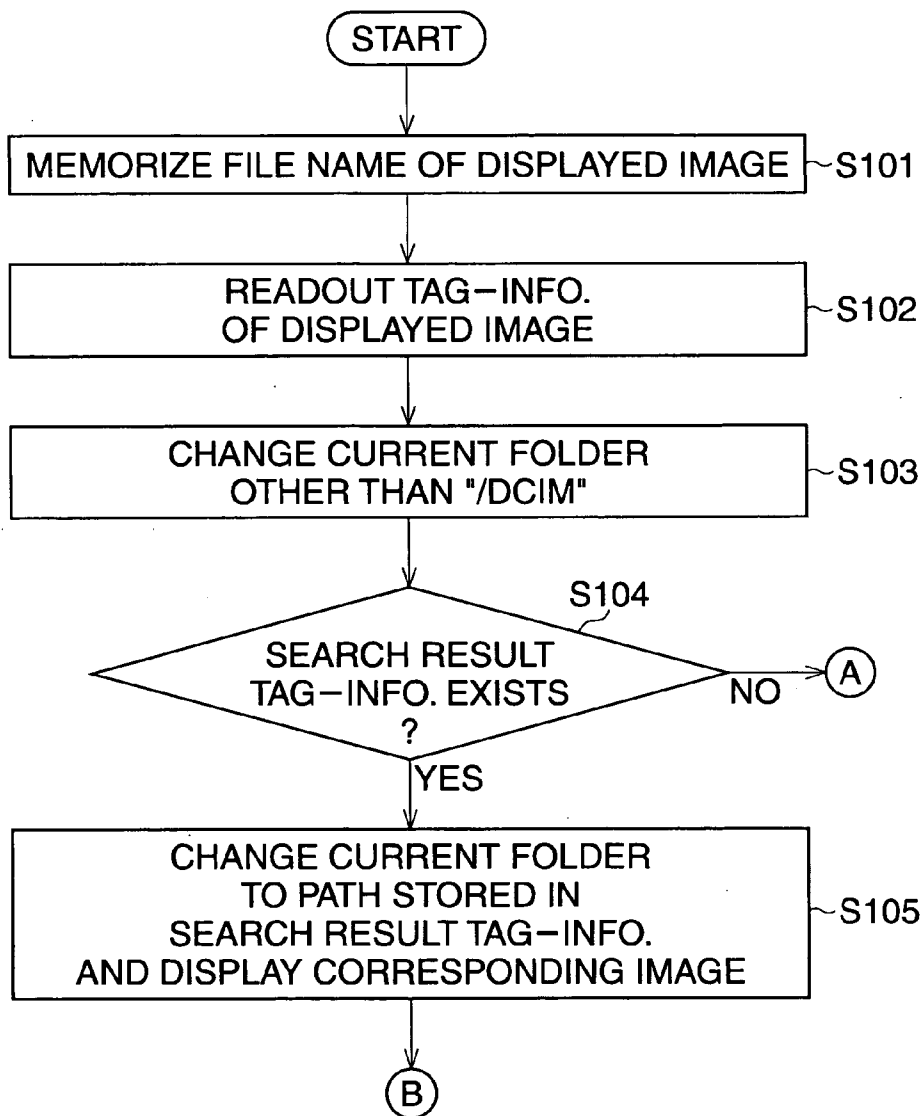 START
MEMORIZE FILE NAME OF DISPLAYED IMAGE
S101
READOUT TAG-INFO.
OF DISPLAYED IMAGE
S102
CHANGE CURRENT FOLDER
OTHER THAN "/DCIM"
S103
S104
SEARCH RESULT
TAG-INFO. EXISTS
?
NO
A
YES
CHANGE CURRENT FOLDER
TO PATH STORED IN
SEARCH RESULT TAG-INFO.
AND DISPLAY CORRESPONDING IMAGE
S105
B